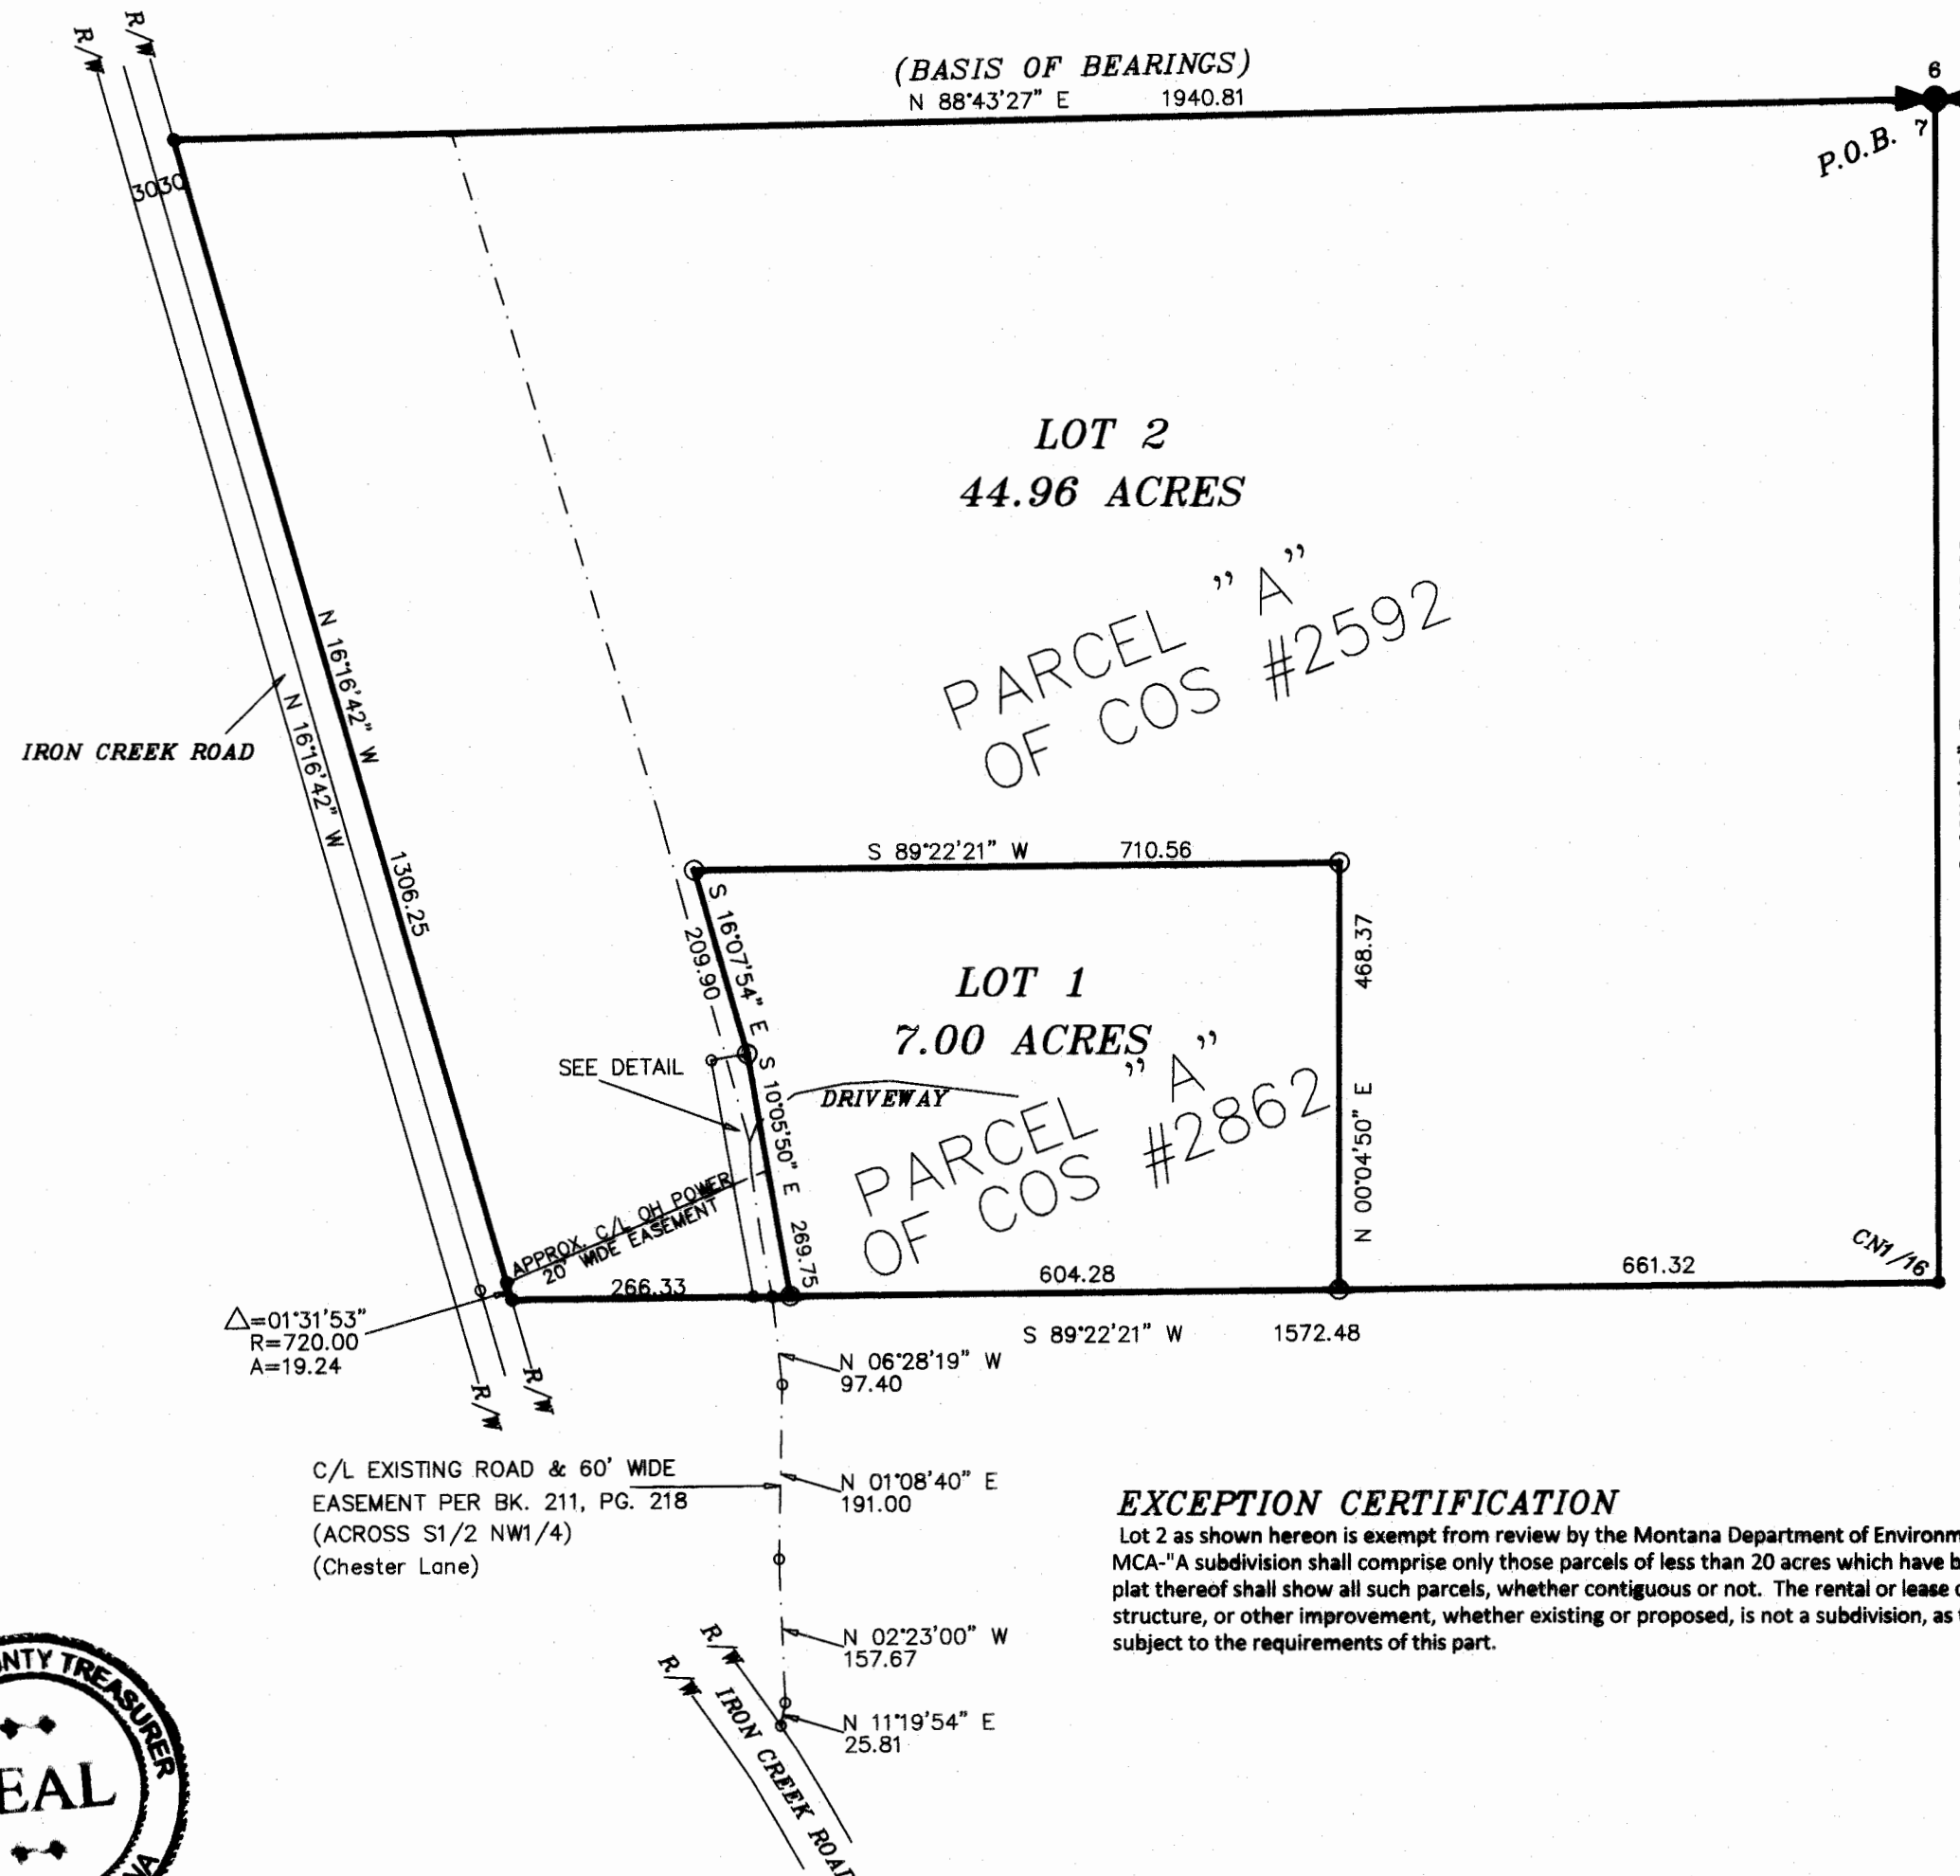 R/W
R/W
(BASIS OF BEARINGS)
N 88°43'27" E 1940.81
6
7
P.O.B.
30 30
LOT 2
44.96 ACRES
PARCEL "A"
OF COS #2592
N 16°16'42" W
1306.25
N 16°16'42" W
IRON CREEK ROAD
S 89°22'21" W 710.56
S 16°07'54" E
209.90
468.37
N 00°04'50" E
LOT 1
7.00 ACRES
SEE DETAIL
DRIVEWAY
S 10°05'50" E 269.75
PARCEL "A"
OF COS #2862
APPROX. C/L OH POWER
20' WIDE EASEMENT
266.33
604.28
661.32
CN1/16
S 89°22'21" W 1572.48
△=01°31'53"
R=720.00
A=19.24
R/W
R/W
N 06°28'19" W
97.40
C/L EXISTING ROAD & 60' WIDE
EASEMENT PER BK. 211, PG. 218
(ACROSS S1/2 NW1/4)
(Chester Lane)
N 01°08'40" E
191.00
N 02°23'00" W
157.67
N 11°19'54" E
25.81
R/W
R/W
IRON CREEK ROAD
EXCEPTION CERTIFICATION
Lot 2 as shown hereon is exempt from review by the Montana Department of Environm
MCA-"A subdivision shall comprise only those parcels of less than 20 acres which have b
plat thereof shall show all such parcels, whether contiguous or not. The rental or lease o
structure, or other improvement, whether existing or proposed, is not a subdivision, as
subject to the requirements of this part.
NTY TREASURER
EAL
NA